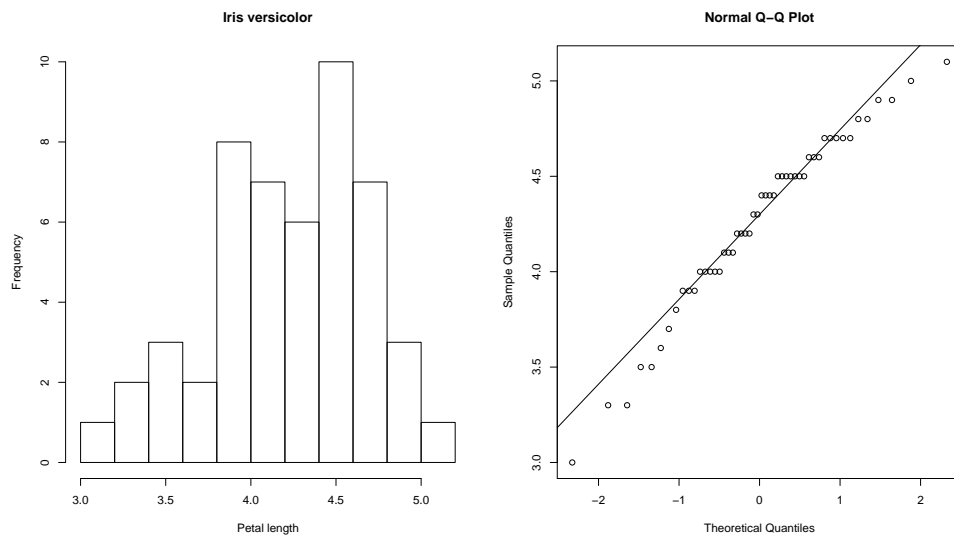 Iris versicolor
Frequency
10
8
6
4
2
0
3.0 3.5 4.0 4.5 5.0
Petal length
Normal Q−Q Plot
Sample Quantiles
5.0
4.5
4.0
3.5
3.0
−2 −1 0 1 2
Theoretical Quantiles